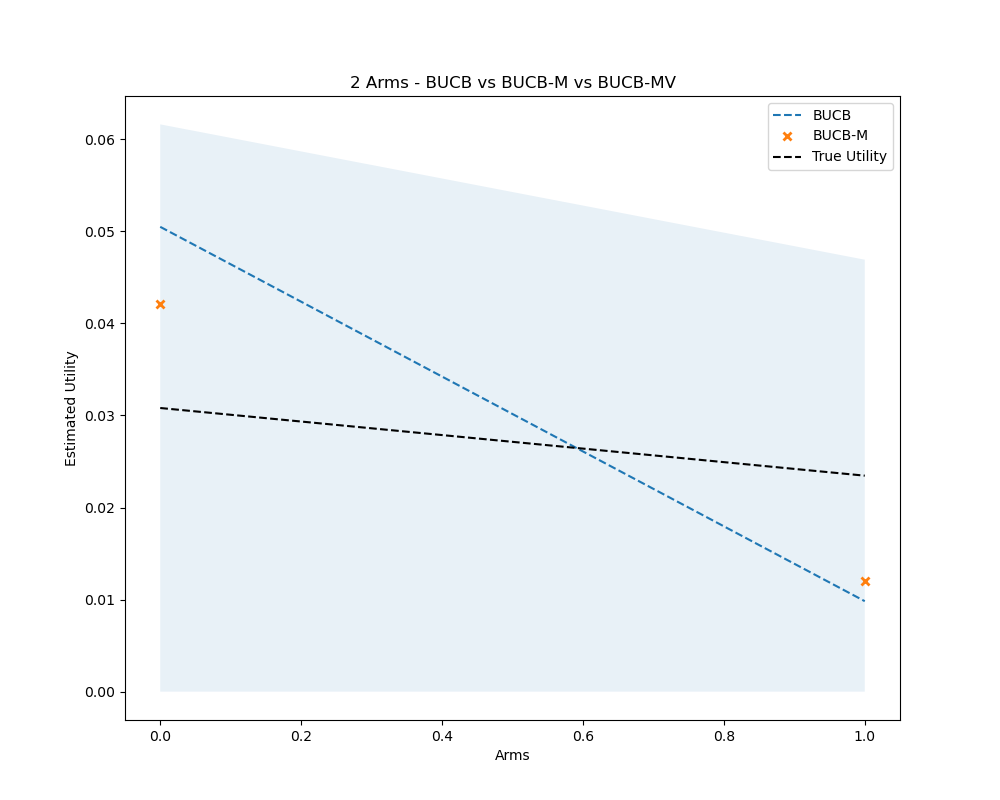 2 Arms - BUCB vs BUCB-M vs BUCB-MV
BUCB
BUCB-M
True Utility
0.06
0.05
0.04
0.03
0.02
0.01
0.00
Estimated Utility
0.0 0.2 0.4 0.6 0.8 1.0
Arms